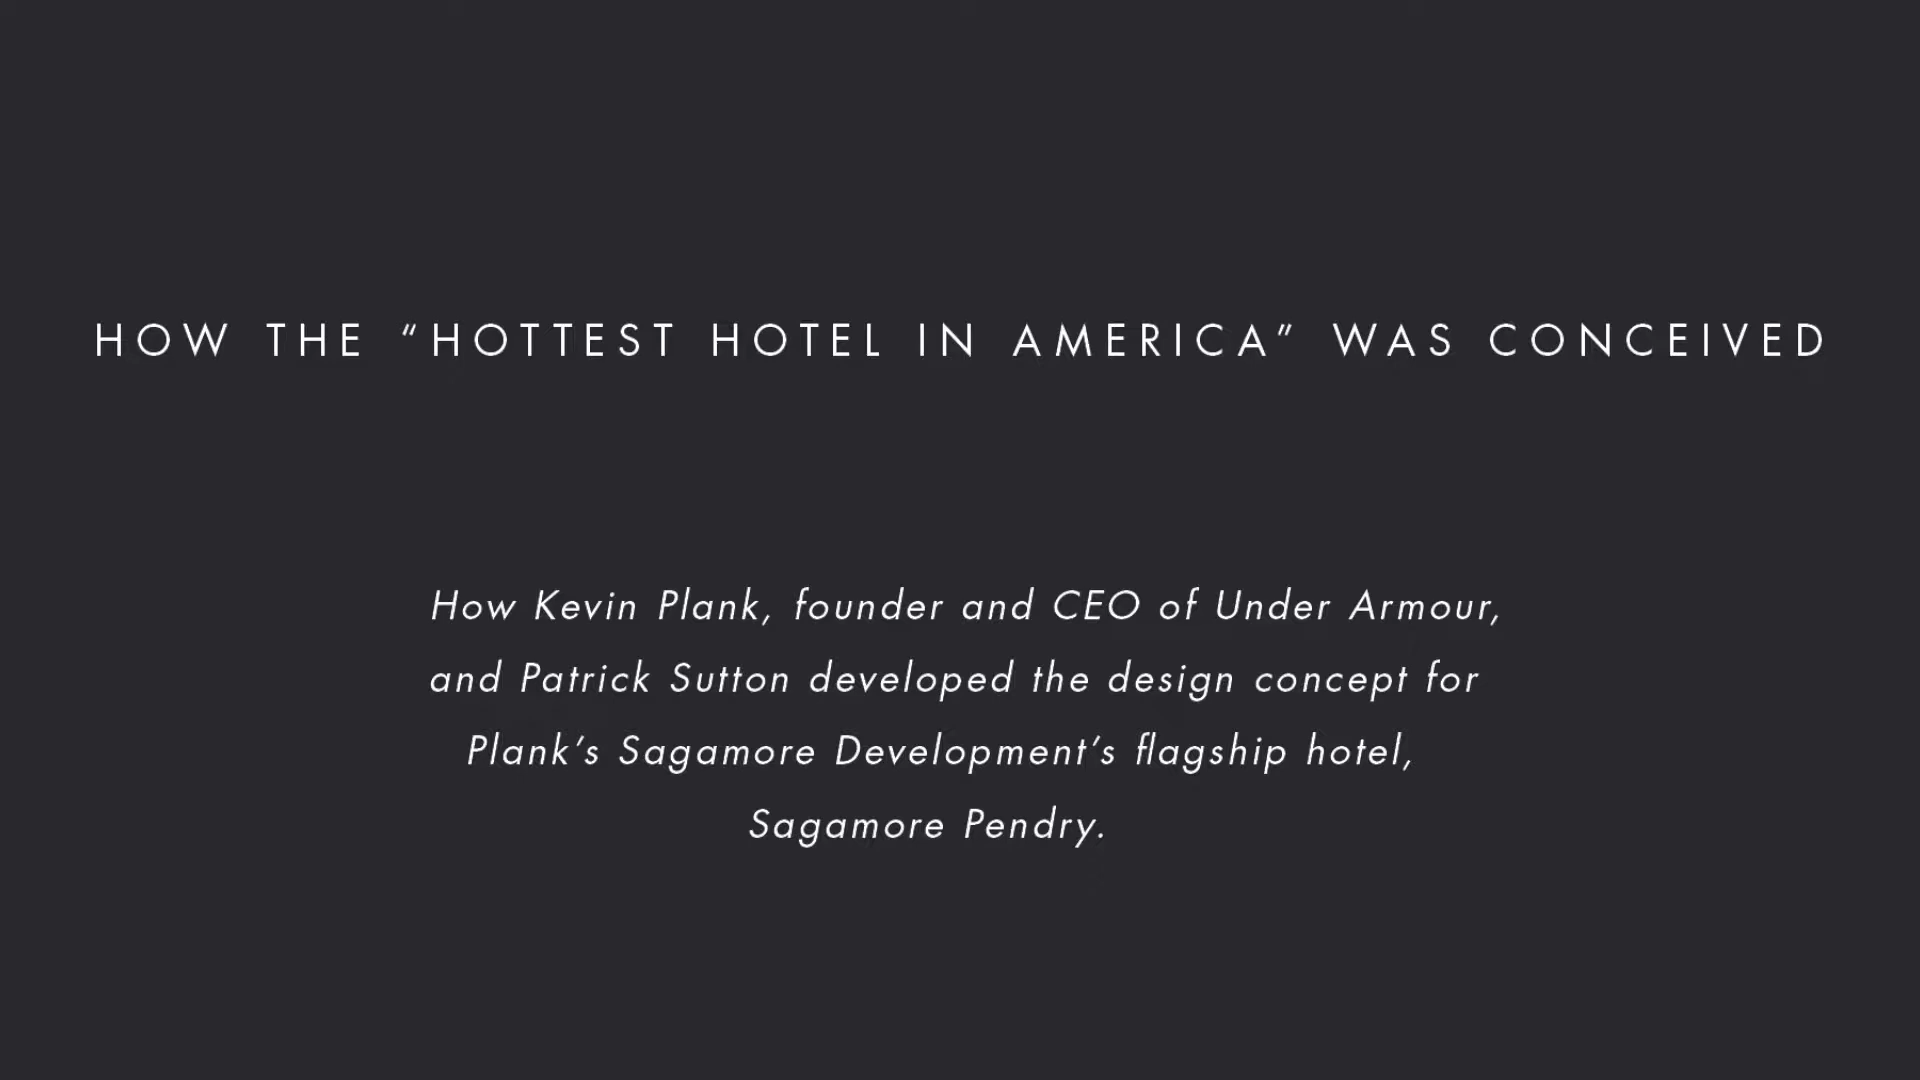 HOW THE “HOTTEST HOTEL IN AMERICA” WAS CONCEIVED
How Kevin Plank, founder and CEO of Under Armour,
and Patrick Sutton developed the design concept for
Plank’s Sagamore Development’s flagship hotel,
Sagamore Pendry.